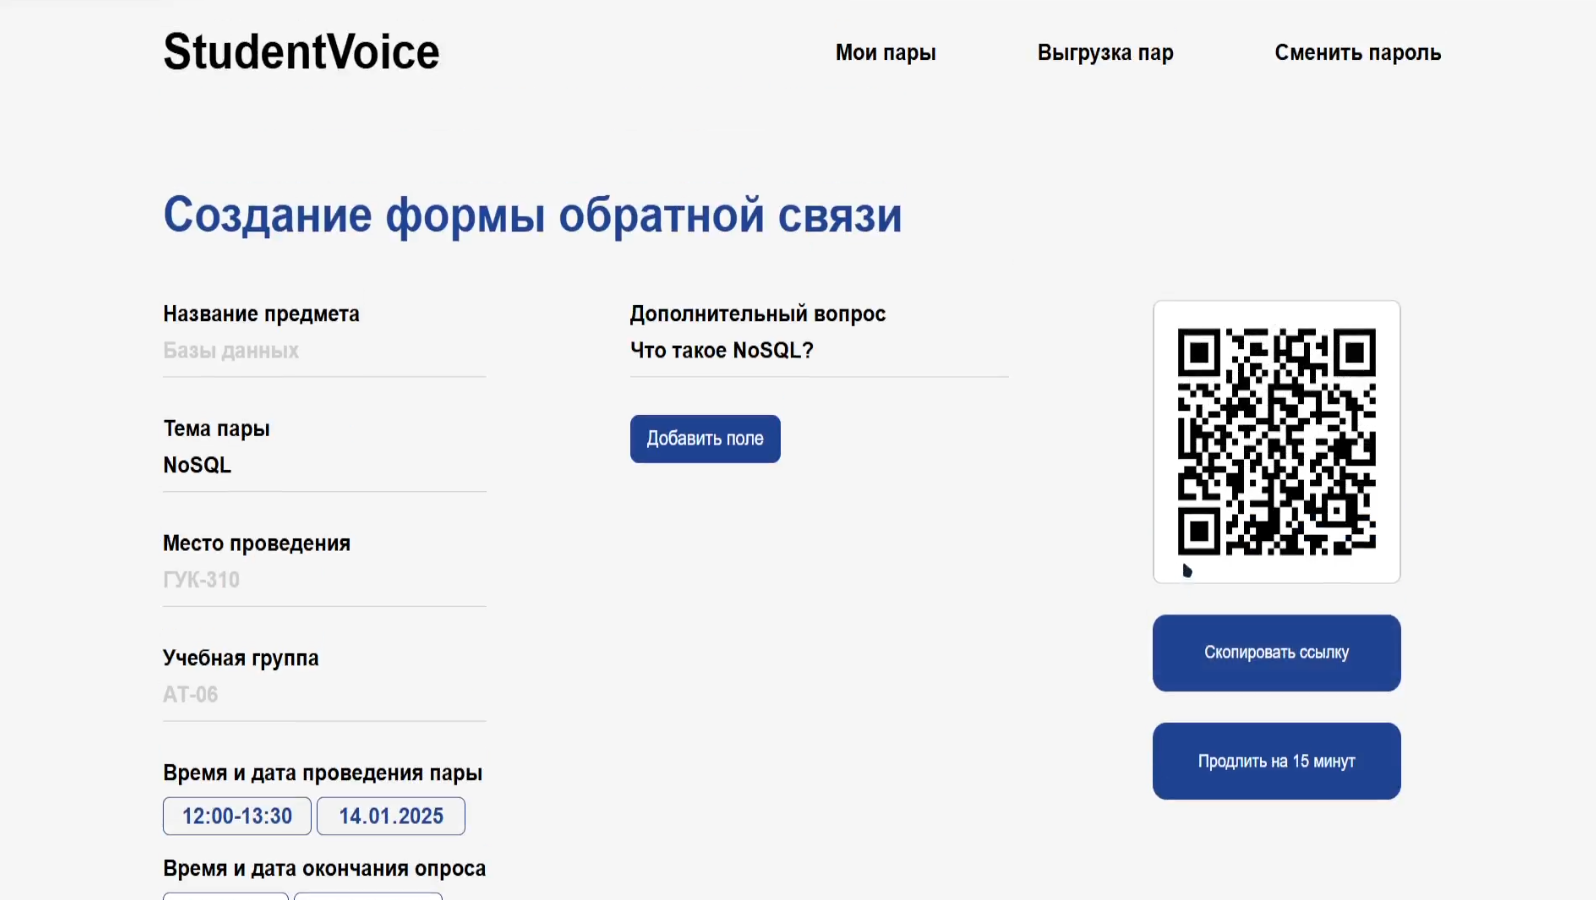 StudentVoice
Мои пары
Выгрузка пар
Сменить пароль
Создание формы обратной связи
Название предмета
Базы данных
Тема пары
NoSQL
Место проведения
ГУК-310
Учебная группа
АТ-06
Время и дата проведения пары
12:00-13:30
14.01.2025
Время и дата окончания опроса
Дополнительный вопрос
Что такое NoSQL?
Добавить поле
Скопировать ссылку
Продлить на 15 минут